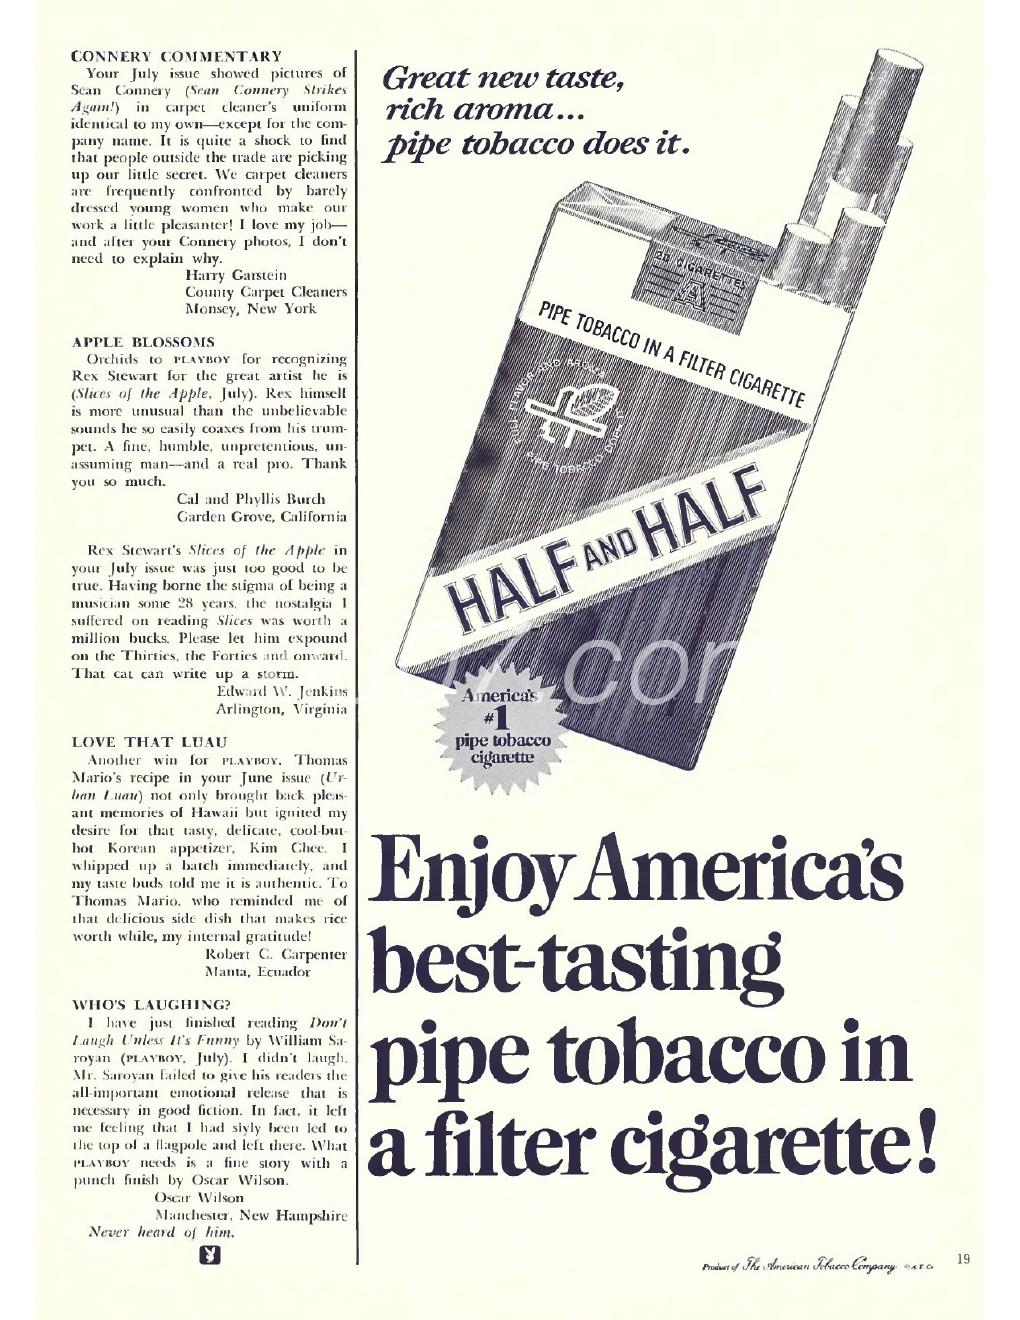 CONNERY COMMENTARY
Your July issue showed pictures of
Sean Connery (Sean Connery Strikes
Again!) in carpet cleaner's uniform
identical to my own—except for the com-
pany name. It is quite a shock to find
that people outside the trade are picking
up our little secret. We carpet cleaners
are frequently confronted by barely
dressed young women who make our
work a little pleasanter! I love my job—
and after your Connery photos, I don't
need to explain why.
Harry Garstein
County Carpet Cleaners
Monsey, New York
APPLE BLOSSOMS
Orchids to PLAYBOY for recognizing
Rex Stewart for the great artist he is
(Slices of the Apple, July). Rex himself
is more unusual than the unbelievable
sounds he so easily coaxes from his trum-
pet. A fine, humble, unpretentious, un-
assuming man—and a real pro. Thank
you so much.
Cal and Phyllis Burch
Garden Grove, California
Rex Stewart's Slices of the Apple in
your July issue was just too good to be
true. Having borne the stigma of being a
musician some 28 years, the nostalgia I
suffered on reading Slices was worth a
million bucks. Please let him expound
on the Thirties, the Forties and onward.
That cat can write up a storm.
Edward W. Jenkins
Arlington, Virginia
LOVE THAT LUAU
Another win for PLAYBOY. Thomas
Mario's recipe in your June issue (Ur-
ban Luau) not only brought back pleas-
ant memories of Hawaii but ignited my
desire for that tasty, delicate, cool-but-
hot Korean appetizer, Kim Chee. I
whipped up a batch immediately, and
my taste buds told me it is authentic. To
Thomas Mario, who reminded me of
that delicious side dish that makes rice
worth while, my internal gratitude!
Robert C. Carpenter
Manta, Ecuador
WHO'S LAUGHING?
I have just finished reading Don't
Laugh Unless It's Funny by William Sa-
royan (PLAYBOY, July). I didn't laugh.
Mr. Saroyan failed to give his readers the
all-important emotional release that is
necessary in good fiction. In fact, it left
me feeling that I had slyly been led to
the top of a flagpole and left there. What
PLAYBOY needs is a fine story with a
punch finish by Oscar Wilson.
Oscar Wilson
Manchester, New Hampshire
Never heard of him.
Great new taste,
rich aroma...
pipe tobacco does it.
CIGARETTES
A
PIPE TOBACCO IN A FILTER CIGARETTE
HALF AND HALF
America's
#1
pipe tobacco
cigarette
.com
Enjoy America's
best-tasting
pipe tobacco in
a filter cigarette!
Product of The American Tobacco Company © A.T.Co.
19